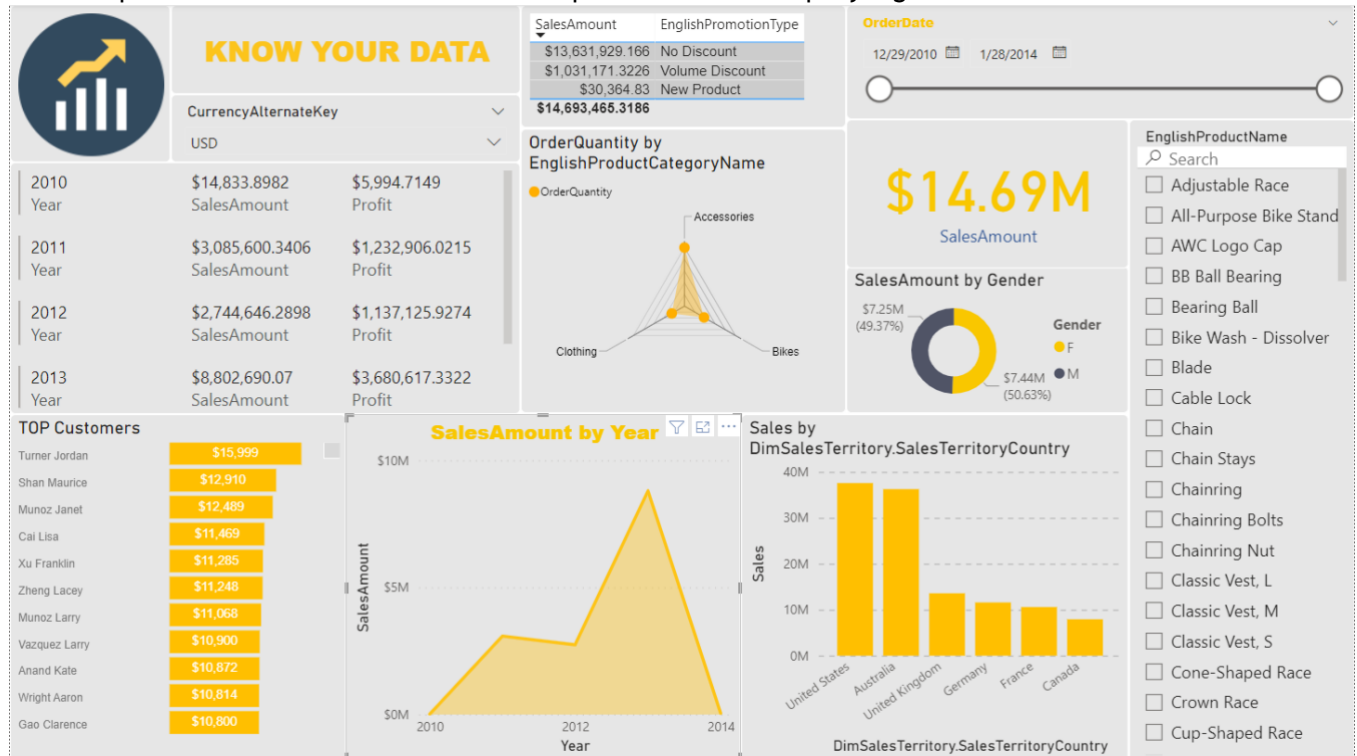 KNOW YOUR DATA
CurrencyAlternateKey
USD
SalesAmount EnglishPromotionType
$13,631,929.166 No Discount
$1,031,171.3226 Volume Discount
$30,364.83 New Product
$14,693,465.3186
OrderDate
12/29/2010 1/28/2014
2010 $14,833.8982 $5,994.7149
Year SalesAmount Profit
2011 $3,085,600.3406 $1,232,906.0215
Year SalesAmount Profit
2012 $2,744,646.2898 $1,137,125.9274
Year SalesAmount Profit
2013 $8,802,690.07 $3,680,617.3322
Year SalesAmount Profit
OrderQuantity by
EnglishProductCategoryName
OrderQuantity
Accessories
Clothing
Bikes
$14.69M
SalesAmount
SalesAmount by Gender
$7.25M
(49.37%)
Gender
F
M
$7.44M
(50.63%)
EnglishProductName
Search
Adjustable Race
All-Purpose Bike Stand
AWC Logo Cap
BB Ball Bearing
Bearing Ball
Bike Wash - Dissolver
Blade
Cable Lock
Chain
Chain Stays
Chainring
Chainring Bolts
Chainring Nut
Classic Vest, L
Classic Vest, M
Classic Vest, S
Cone-Shaped Race
Crown Race
Cup-Shaped Race
TOP Customers
Turner Jordan $15,999
Shan Maurice $12,910
Munoz Janet $12,489
Cai Lisa $11,469
Xu Franklin $11,285
Zheng Lacey $11,248
Munoz Larry $11,068
Vazquez Larry $10,900
Anand Kate $10,872
Wright Aaron $10,814
Gao Clarence $10,800
SalesAmount by Year
$10M
$5M
$0M
SalesAmount
2010 2012 2014
Year
Sales by
DimSalesTerritory.SalesTerritoryCountry
40M
30M
20M
10M
0M
Sales
United States
Australia
United Kingdom
Germany
France
Canada
DimSalesTerritory.SalesTerritoryCountry